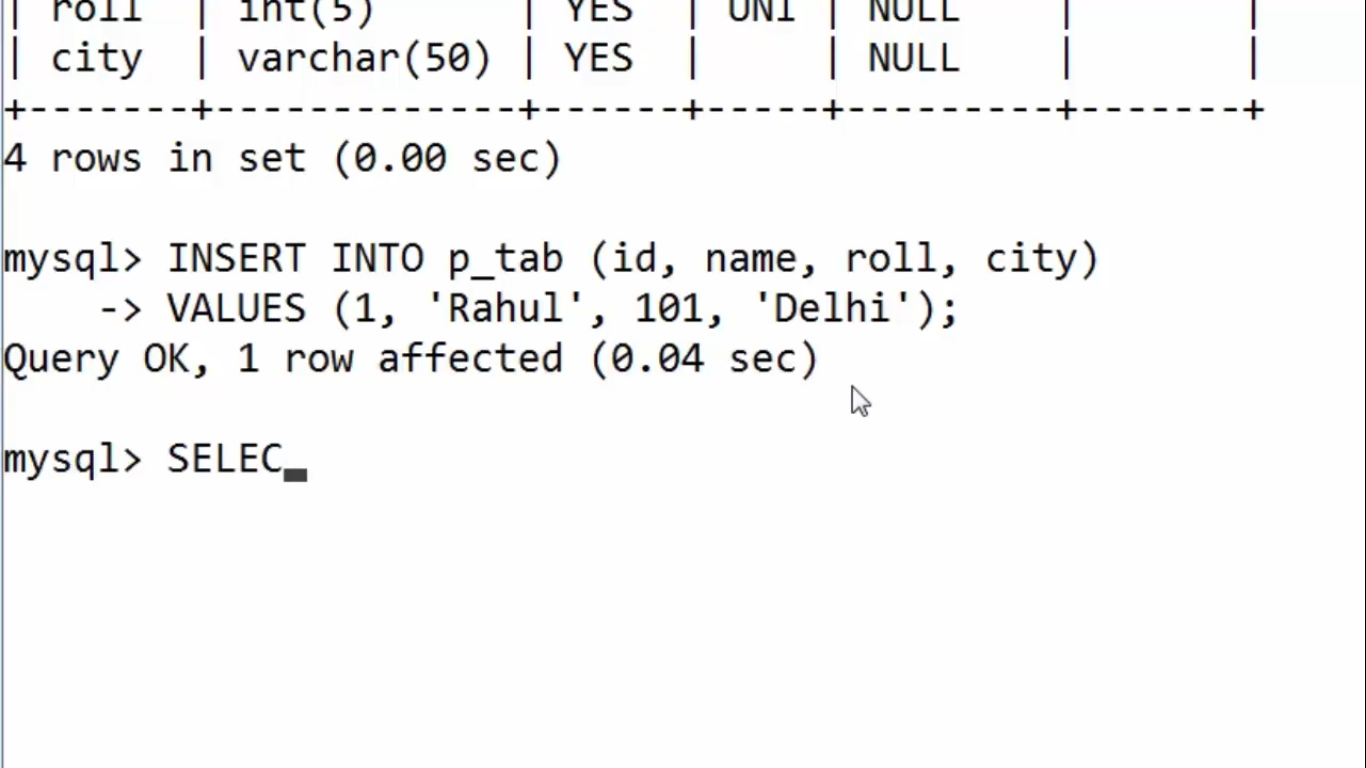 | roll | int(5) | YES | UNI | NULL | |
| city | varchar(50) | YES | | NULL | |
+-------+-------------+------+-----+---------+-------+
4 rows in set (0.00 sec)
mysql> INSERT INTO p_tab (id, name, roll, city)
-> VALUES (1, 'Rahul', 101, 'Delhi');
Query OK, 1 row affected (0.04 sec)
mysql> SELEC